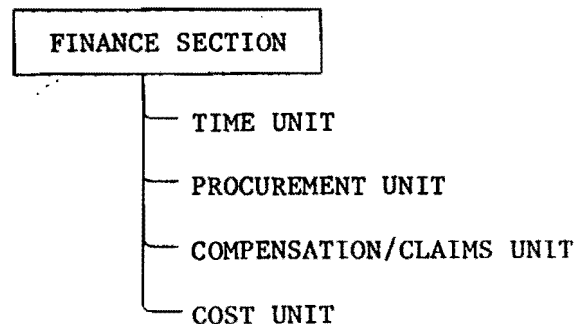 FINANCE SECTION
TIME UNIT
PROCUREMENT UNIT
COMPENSATION/CLAIMS UNIT
COST UNIT